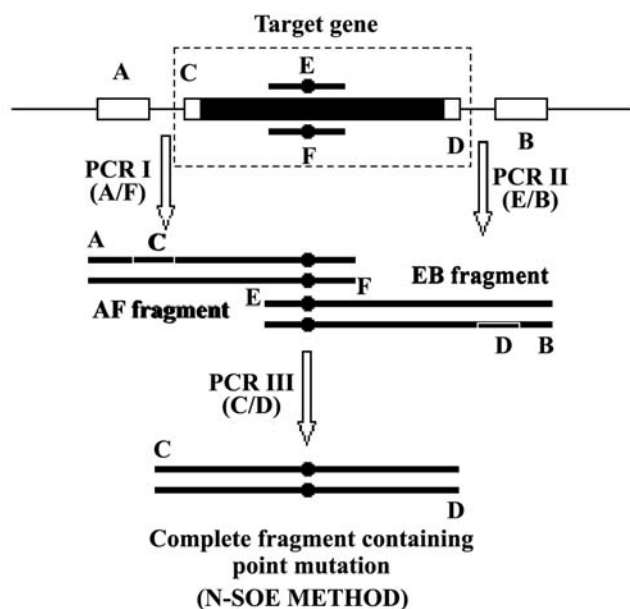 Target gene
A
C
E
F
D
B
PCR I
(A/F)
PCR II
(E/B)
A
C
F
AF fragment
EB fragment
E
D
B
PCR III
(C/D)
C
D
Complete fragment containing
point mutation
(N-SOE METHOD)